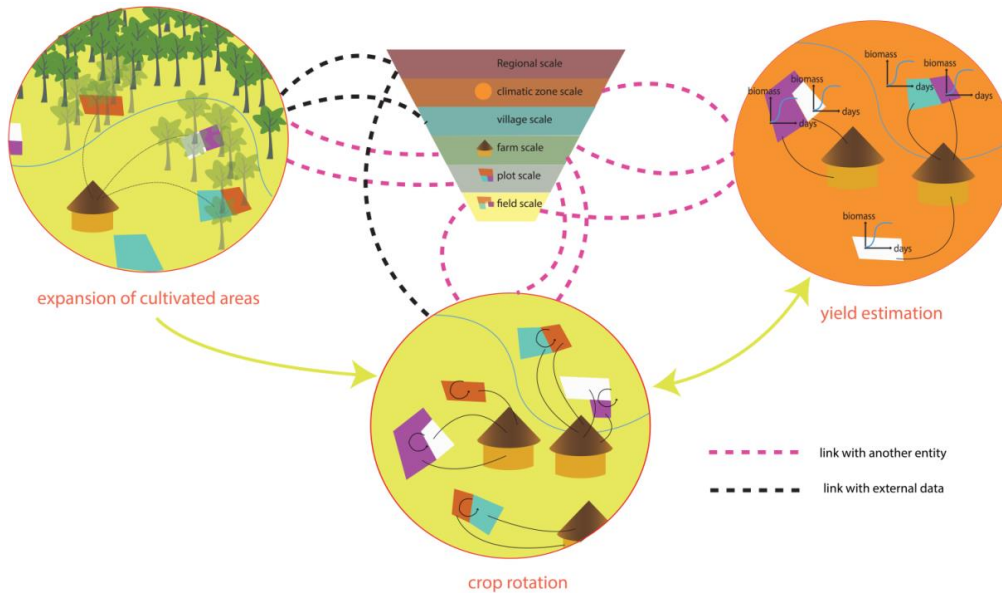 Regional scale
climatic zone scale
village scale
farm scale
plot scale
field scale
expansion of cultivated areas
biomass
days
biomass
days
biomass
days
biomass
days
biomass
days
yield estimation
crop rotation
link with another entity
link with external data